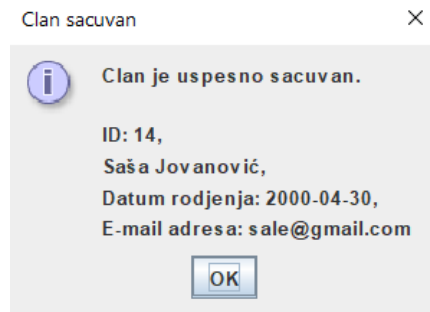 Clan sacuvan
Clan je uspesno sacuvan.
ID: 14,
Saša Jovanović,
Datum rodjenja: 2000-04-30,
E-mail adresa: sale@gmail.com
OK